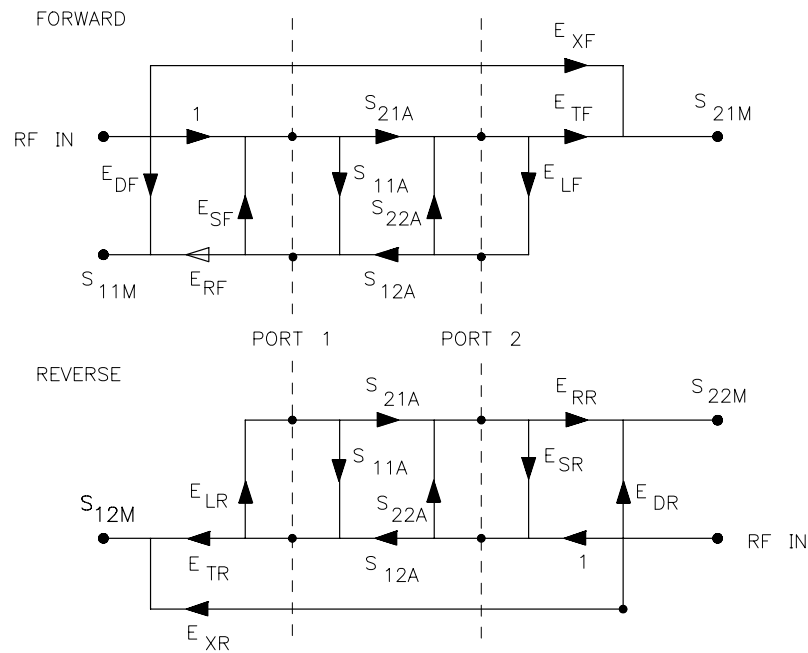 FORWARD
E XF
1
S 21A
E TF
S 21M
RF IN
E DF
E SF
S 11A
S 22A
E LF
S 11M
E RF
S 12A
PORT 1
PORT 2
REVERSE
S 21A
E RR
S 22M
S 11A
E SR
E LR
S 22A
E DR
S 12M
E TR
S 12A
1
RF IN
E XR